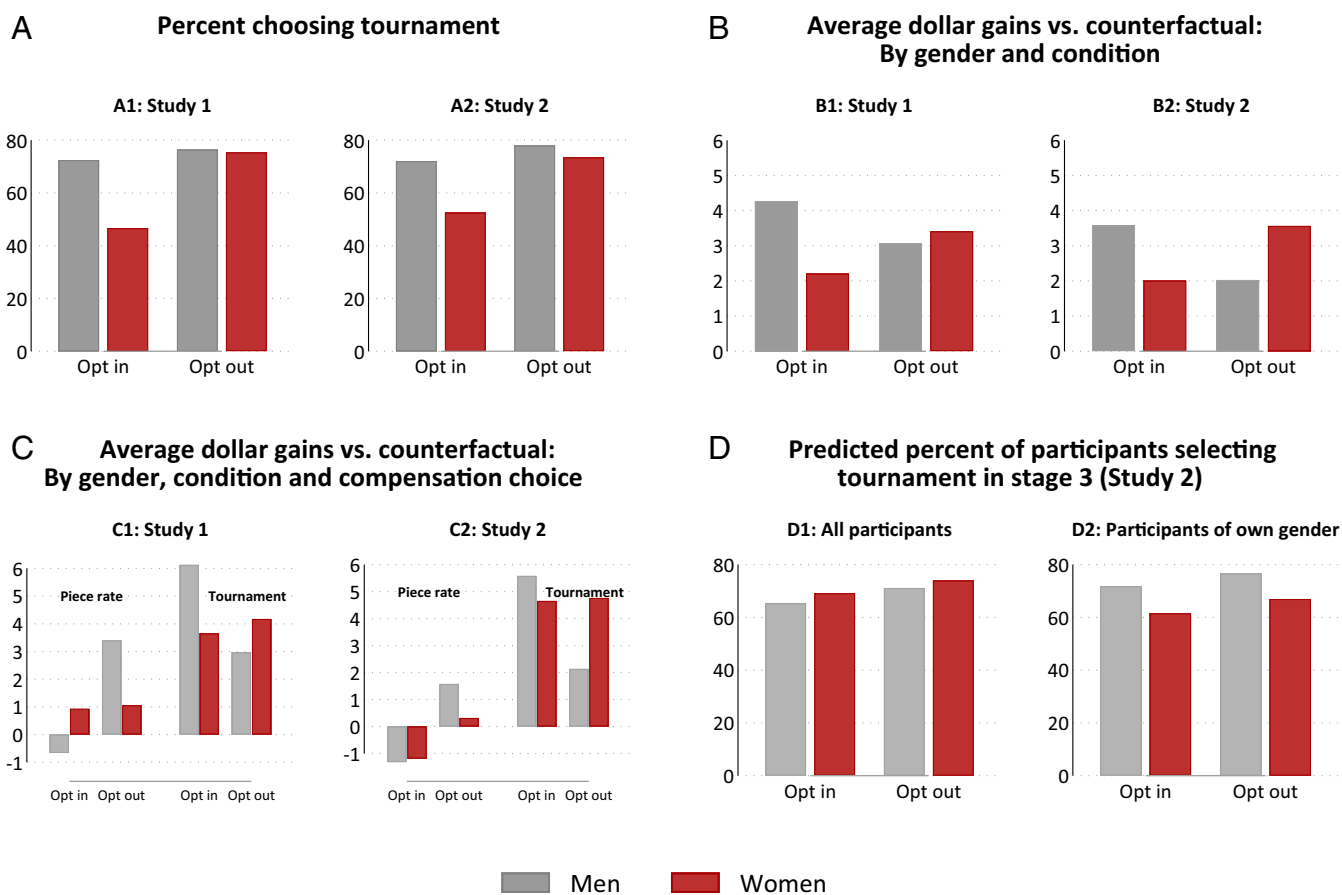 A
Percent choosing tournament
A1: Study 1
80
60
40
20
0
Opt in
Opt out
A2: Study 2
80
60
40
20
0
Opt in
Opt out
B
Average dollar gains vs. counterfactual:
By gender and condition
B1: Study 1
6
5
4
3
2
1
0
Opt in
Opt out
B2: Study 2
6
5
4
3
2
1
0
Opt in
Opt out
C
Average dollar gains vs. counterfactual:
By gender, condition and compensation choice
C1: Study 1
6
5
4
3
2
1
0
-1
Piece rate
Tournament
Opt in
Opt out
Opt in
Opt out
C2: Study 2
6
5
4
3
2
1
0
-1
Piece rate
Tournament
Opt in
Opt out
Opt in
Opt out
D
Predicted percent of participants selecting
tournament in stage 3 (Study 2)
D1: All participants
80
60
40
20
0
Opt in
Opt out
D2: Participants of own gender
80
60
40
20
0
Opt in
Opt out
Men
Women